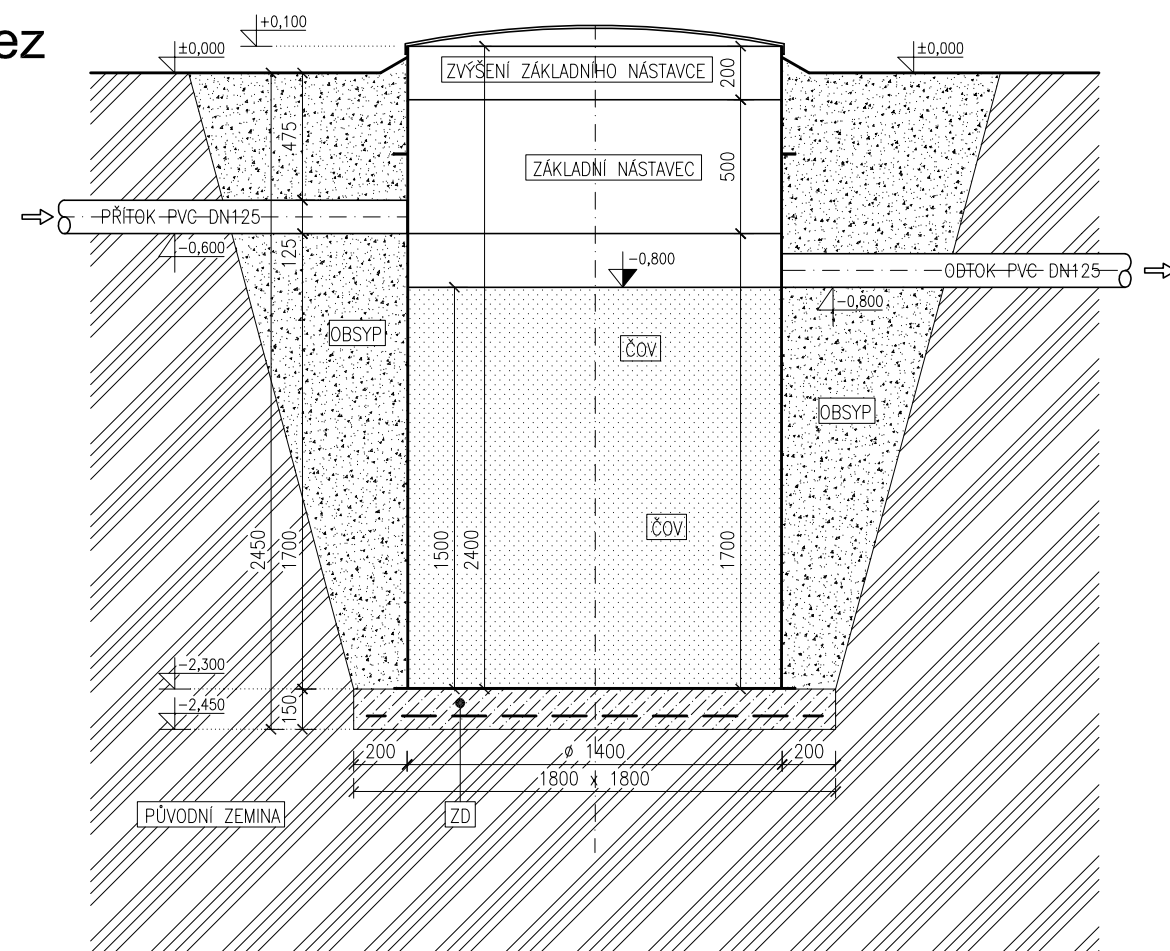 ez
+0,100
±0,000
±0,000
ZVÝŠENÍ ZÁKLADNÍHO NÁSTAVCE
200
475
ZÁKLADNÍ NÁSTAVEC
500
PŘÍTOK PVC DN125
-0,600
125
-0,800
ODTOK PVC DN125
-0,800
OBSYP
ČOV
OBSYP
ČOV
2450
1700
1500
2400
1700
-2,300
-2,450
150
200
ø 1400
200
1800 x 1800
PŮVODNÍ ZEMINA
ZD